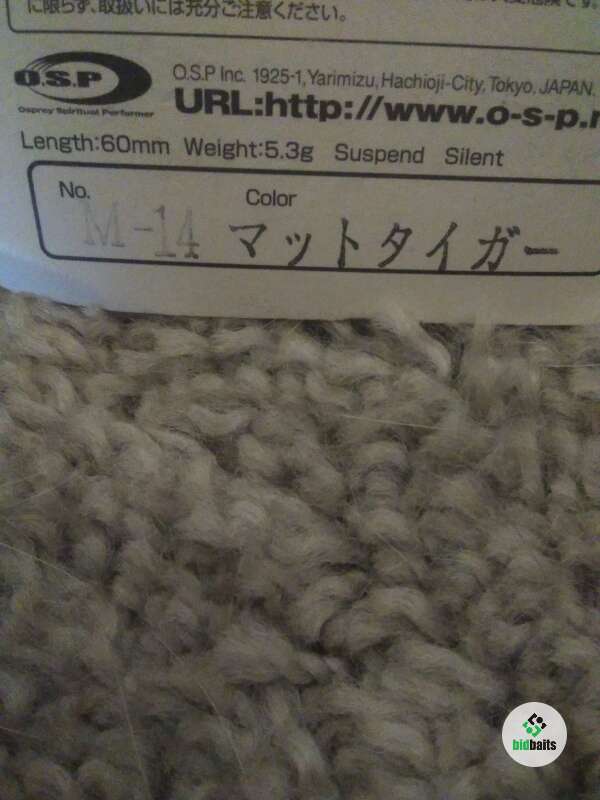 に限らず、取扱いには充分ご注意ください。
O.S.P
Osprey Spiritual Performer
O.S.P Inc. 1925-1, Yarimizu, Hachioji-City, Tokyo, JAPAN.
URL:http://www.o-s-p.n
Length:60mm Weight:5.3g Suspend Silent
No. Color
M-14 マットタイガー
bidbaits